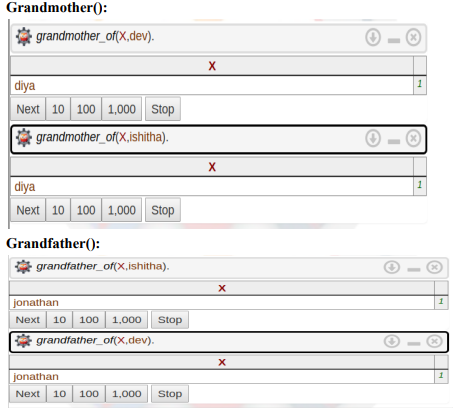 Grandmother():
grandmother_of(X,dev).
X
diya 1
Next 10 100 1,000 Stop
grandmother_of(X,ishitha).
X
diya 1
Next 10 100 1,000 Stop
Grandfather():
grandfather_of(X,ishitha).
X
jonathan 1
Next 10 100 1,000 Stop
grandfather_of(X,dev).
X
jonathan 1
Next 10 100 1,000 Stop